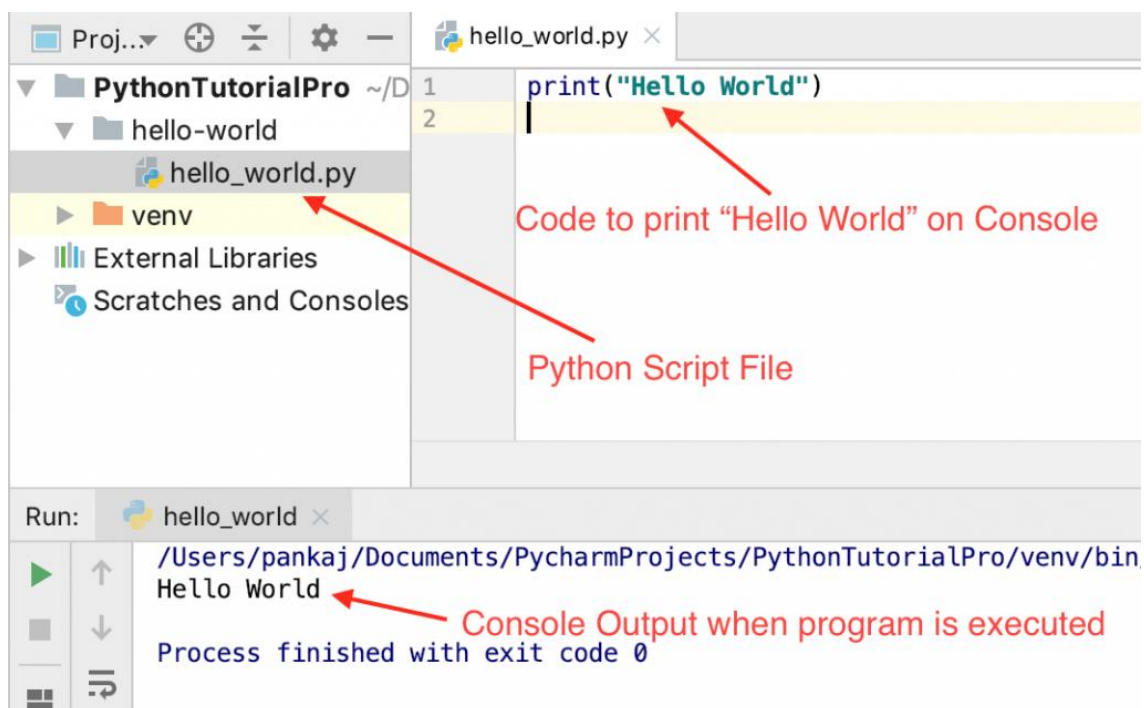 Proj...
hello_world.py
PythonTutorialPro ~/D
hello-world
hello_world.py
venv
External Libraries
Scratches and Consoles
1 print("Hello World")
2
Code to print “Hello World” on Console
Python Script File
Run: hello_world
/Users/pankaj/Documents/PycharmProjects/PythonTutorialPro/venv/bin/
Hello World
Console Output when program is executed
Process finished with exit code 0